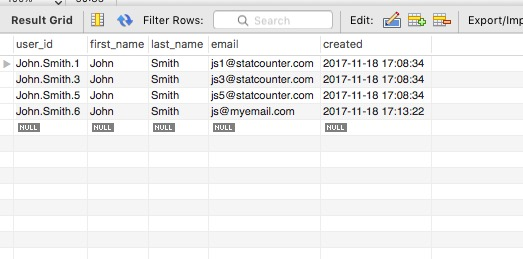 Result Grid Filter Rows: Search Edit: Export/Imp
user_id first_name last_name email created
John.Smith.1 John Smith js1@statcounter.com 2017-11-18 17:08:34
John.Smith.3 John Smith js3@statcounter.com 2017-11-18 17:08:34
John.Smith.5 John Smith js5@statcounter.com 2017-11-18 17:08:34
John.Smith.6 John Smith js@myemail.com 2017-11-18 17:13:22
NULL NULL NULL NULL NULL